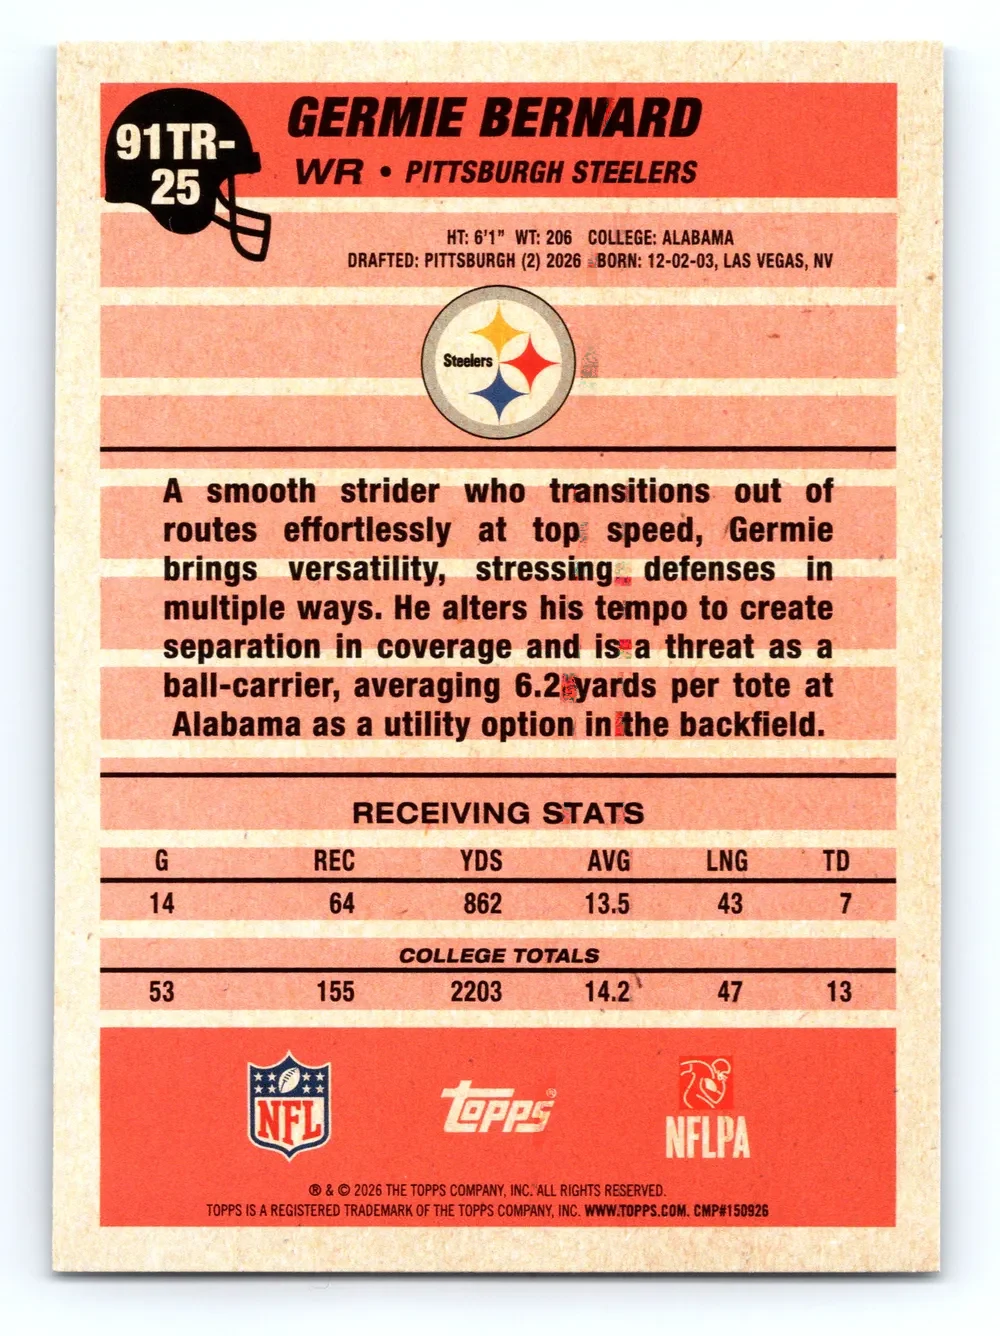 91TR-
25
GERMIE BERNARD
WR • PITTSBURGH STEELERS
HT: 6'1" WT: 206 COLLEGE: ALABAMA
DRAFTED: PITTSBURGH (2) 2026 BORN: 12-02-03, LAS VEGAS, NV
Steelers
A smooth strider who transitions out of
routes effortlessly at top speed, Germie
brings versatility, stressing defenses in
multiple ways. He alters his tempo to create
separation in coverage and is a threat as a
ball-carrier, averaging 6.2 yards per tote at
Alabama as a utility option in the backfield.
RECEIVING STATS
G REC YDS AVG LNG TD
14 64 862 13.5 43 7
COLLEGE TOTALS
53 155 2203 14.2 47 13
NFL
topps®
NFLPA
® & © 2026 THE TOPPS COMPANY, INC. ALL RIGHTS RESERVED.
TOPPS IS A REGISTERED TRADEMARK OF THE TOPPS COMPANY, INC. WWW.TOPPS.COM. CMP#150926